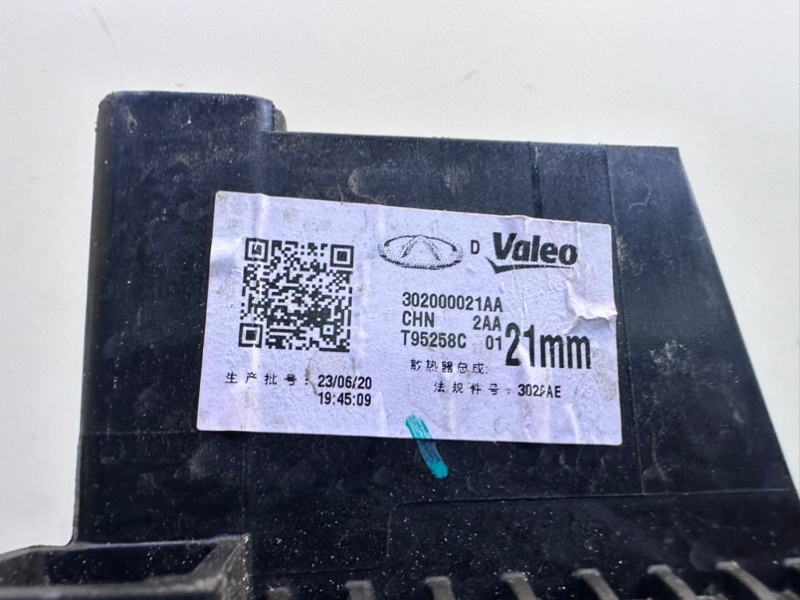 D Valeo
302000021AA
CHN 2AA
T95258C 01 21mm
散热器总成:
生产批号: 23/06/20
19:45:09
法规件号: